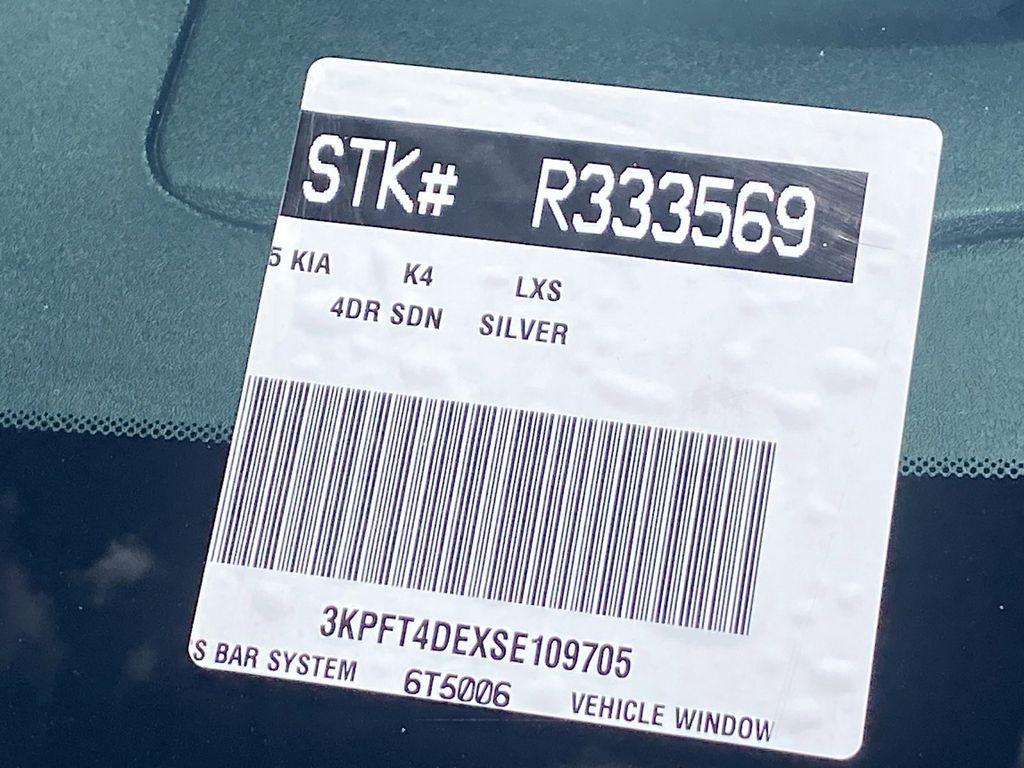 STK# R333569
5 KIA K4 LXS
4DR SDN SILVER
3KPFT4DEXSE109705
S BAR SYSTEM 6T5006 VEHICLE WINDOW